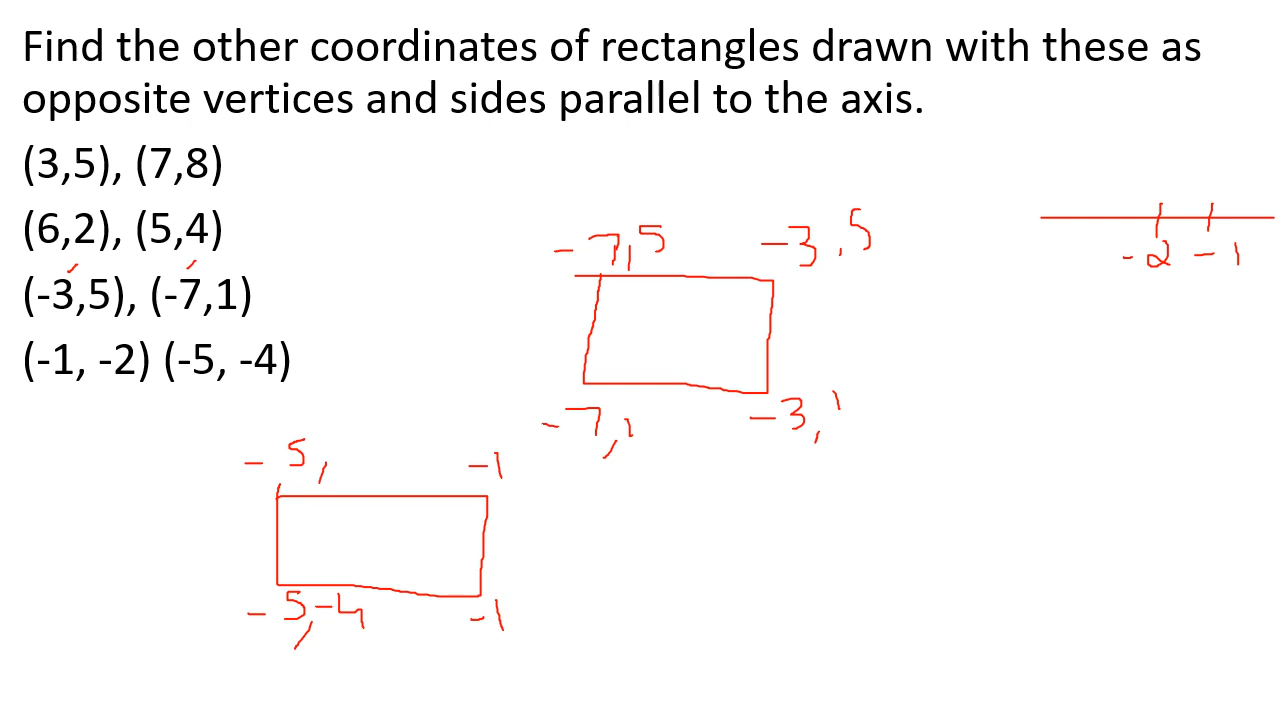 Find the other coordinates of rectangles drawn with these as
opposite vertices and sides parallel to the axis.
(3,5), (7,8)
(6,2), (5,4)
(-3,5), (-7,1)
(-1, -2) (-5, -4)
-7,5 -3,5
-2 -1
-7,1 -3,1
-5, -1
-5,-4 -1